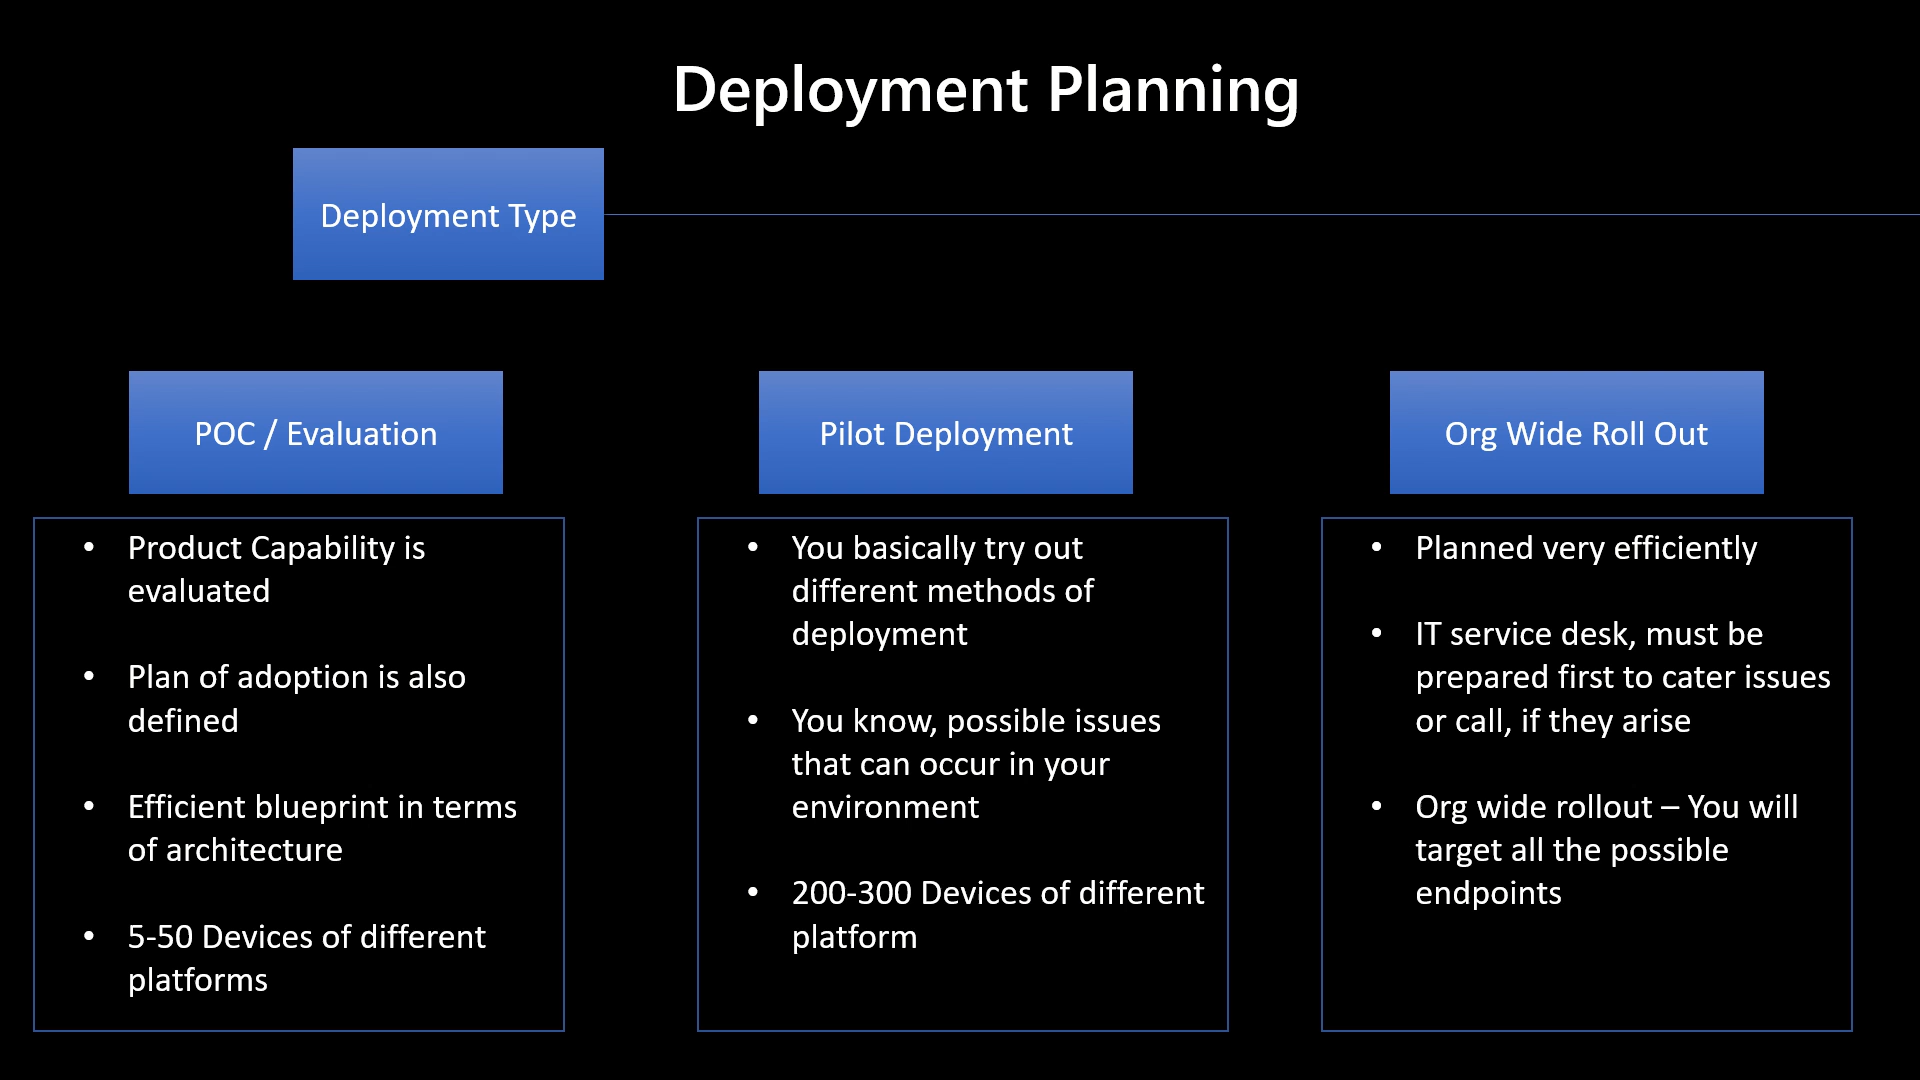 Deployment Planning
Deployment Type
POC / Evaluation
• Product Capability is
evaluated
• Plan of adoption is also
defined
• Efficient blueprint in terms
of architecture
• 5-50 Devices of different
platforms
Pilot Deployment
• You basically try out
different methods of
deployment
• You know, possible issues
that can occur in your
environment
• 200-300 Devices of different
platform
Org Wide Roll Out
• Planned very efficiently
• IT service desk, must be
prepared first to cater issues
or call, if they arise
• Org wide rollout – You will
target all the possible
endpoints